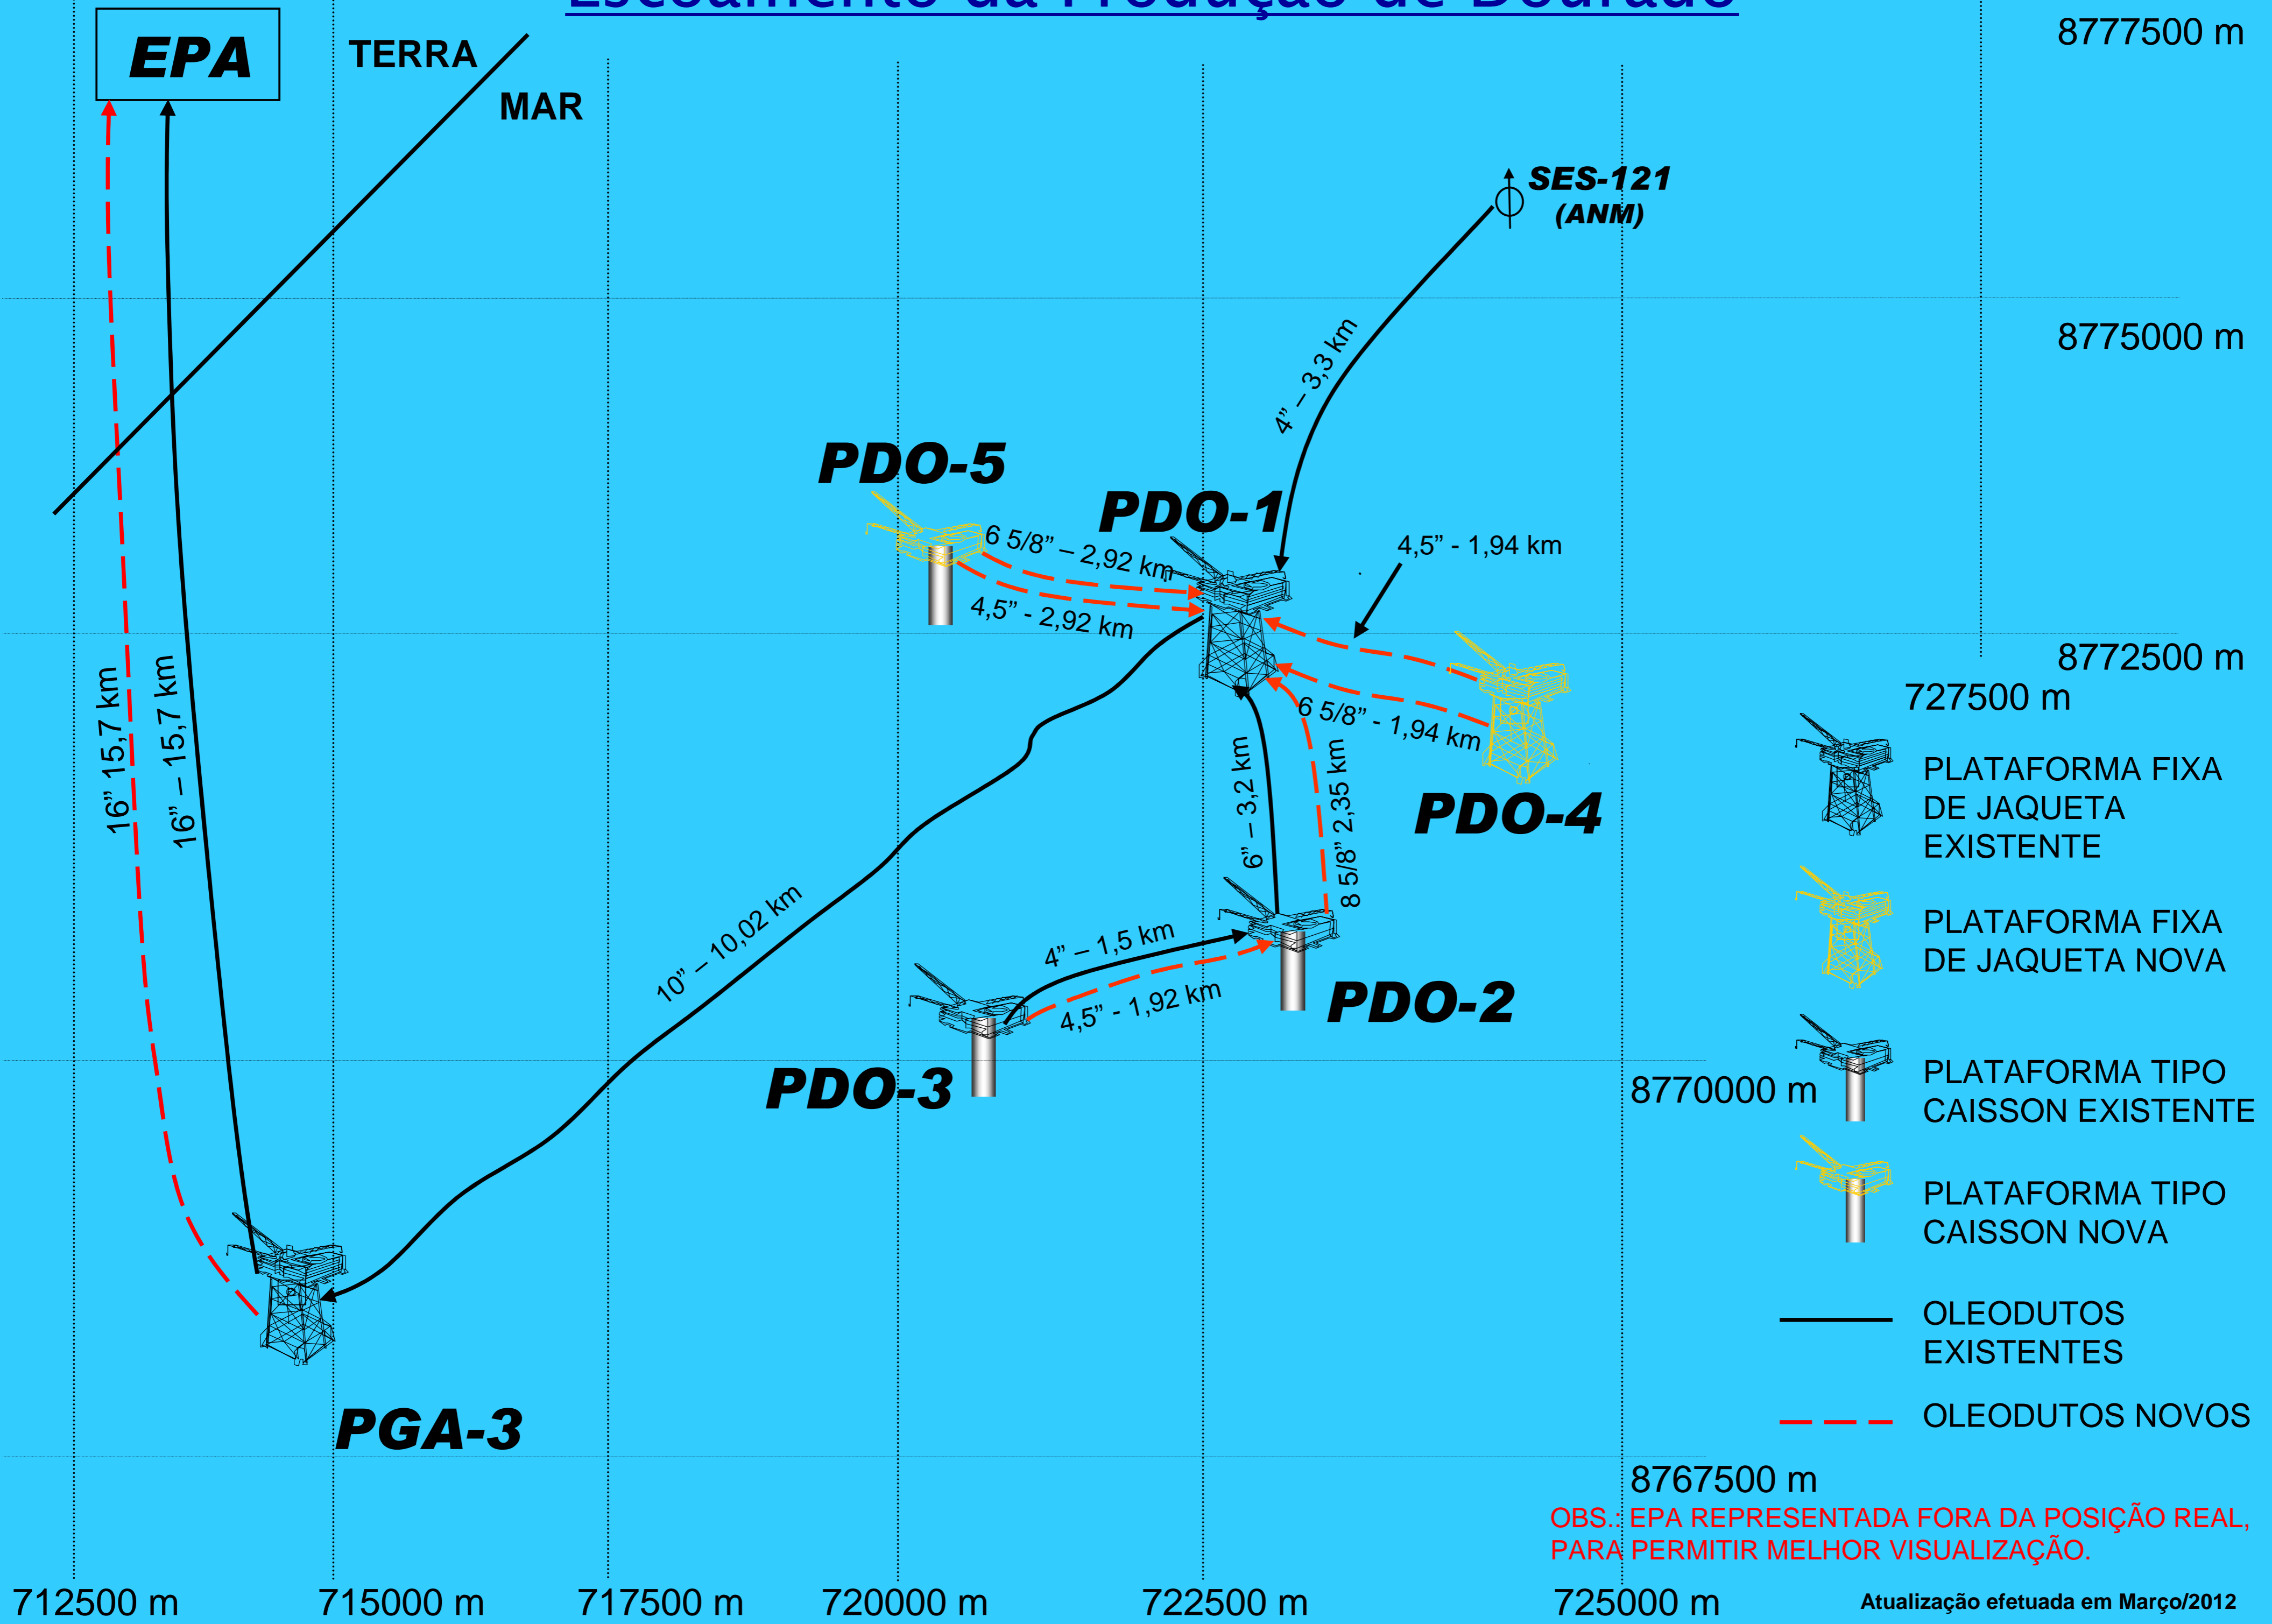 Escoamento da Produção de Dourado
8777500 m
EPA
TERRA
MAR
SES-121
(ANM)
8775000 m
4” – 3,3 km
PDO-5
PDO-1
6 5/8” – 2,92 km
4,5” - 2,92 km
4,5” - 1,94 km
8772500 m
727500 m
16” 15,7 km
16” – 15,7 km
6 5/8” - 1,94 km
6” – 3,2 km
8 5/8” 2,35 km
PDO-4
PLATAFORMA FIXA
DE JAQUETA
EXISTENTE
10” – 10,02 km
4” – 1,5 km
4,5” - 1,92 km
PDO-2
PLATAFORMA FIXA
DE JAQUETA NOVA
PDO-3
8770000 m
PLATAFORMA TIPO
CAISSON EXISTENTE
PLATAFORMA TIPO
CAISSON NOVA
OLEODUTOS
EXISTENTES
OLEODUTOS NOVOS
PGA-3
8767500 m
OBS.: EPA REPRESENTADA FORA DA POSIÇÃO REAL,
PARA PERMITIR MELHOR VISUALIZAÇÃO.
712500 m
715000 m
717500 m
720000 m
722500 m
725000 m
Atualização efetuada em Março/2012